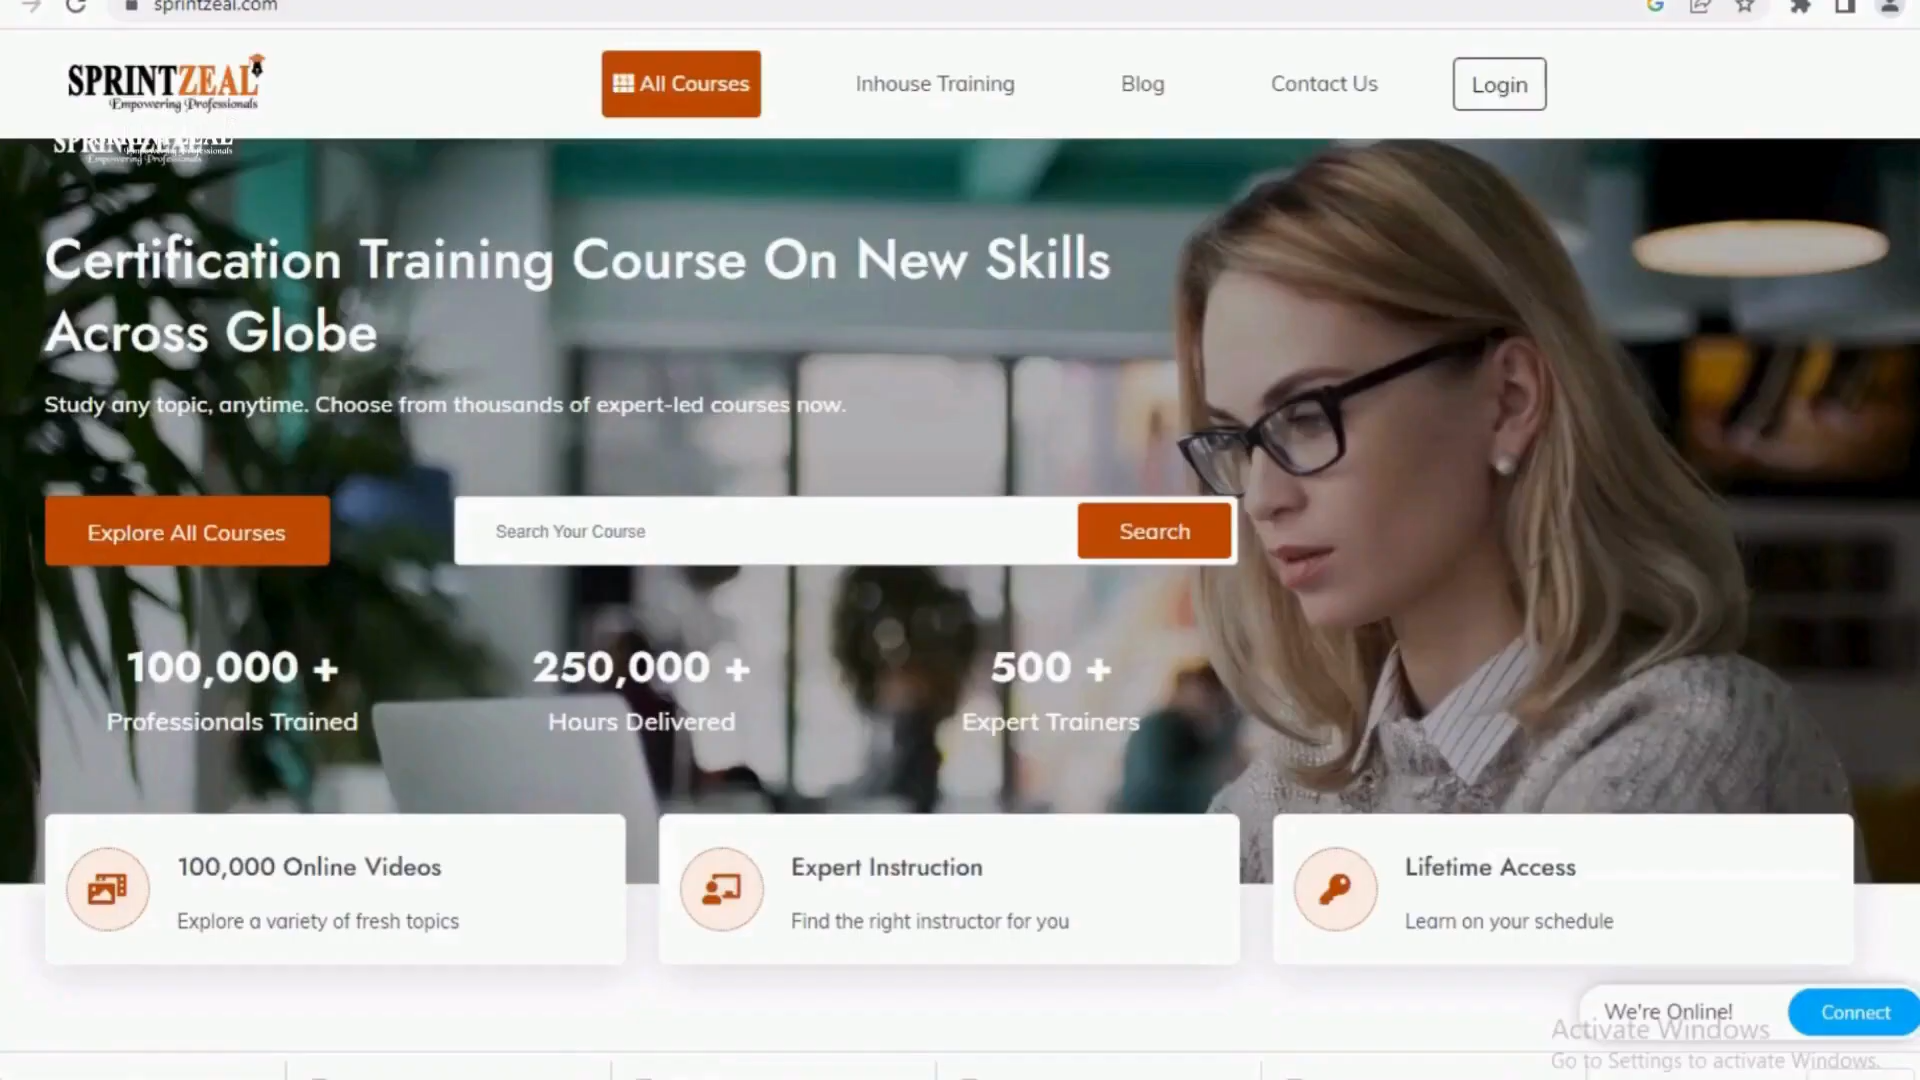 sprintzeal.com
SPRINTZEAL
Empowering Professionals
All Courses
Inhouse Training
Blog
Contact Us
Login
SPRINTZEAL
Empowering Professionals
Certification Training Course On New Skills
Across Globe
Study any topic, anytime. Choose from thousands of expert-led courses now.
Explore All Courses
Search Your Course
Search
100,000 +
Professionals Trained
250,000 +
Hours Delivered
500 +
Expert Trainers
100,000 Online Videos
Explore a variety of fresh topics
Expert Instruction
Find the right instructor for you
Lifetime Access
Learn on your schedule
We're Online!
Connect
Activate Windows
Go to Settings to activate Windows.